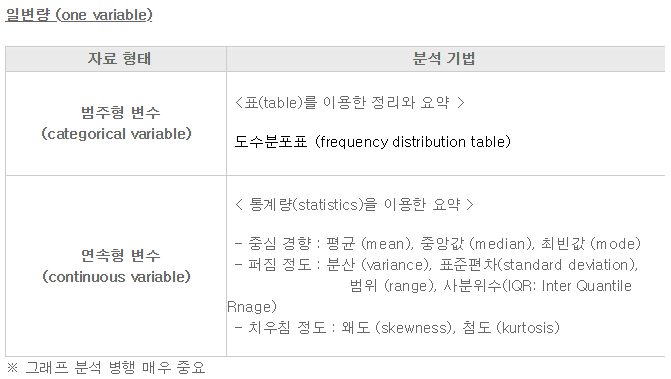 일변량 (one variable)
자료 형태
분석 기법
범주형 변수
(categorical variable)
<표(table)를 이용한 정리와 요약 >
도수분포표 (frequency distribution table)
연속형 변수
(continuous variable)
< 통계량(statistics)을 이용한 요약 >
- 중심 경향 : 평균 (mean), 중앙값 (median), 최빈값 (mode)
- 퍼짐 정도 : 분산 (variance), 표준편차(standard deviation),
범위 (range), 사분위수(IQR: Inter Quantile
Rnage)
- 치우침 정도 : 왜도 (skewness), 첨도 (kurtosis)
※ 그래프 분석 병행 매우 중요